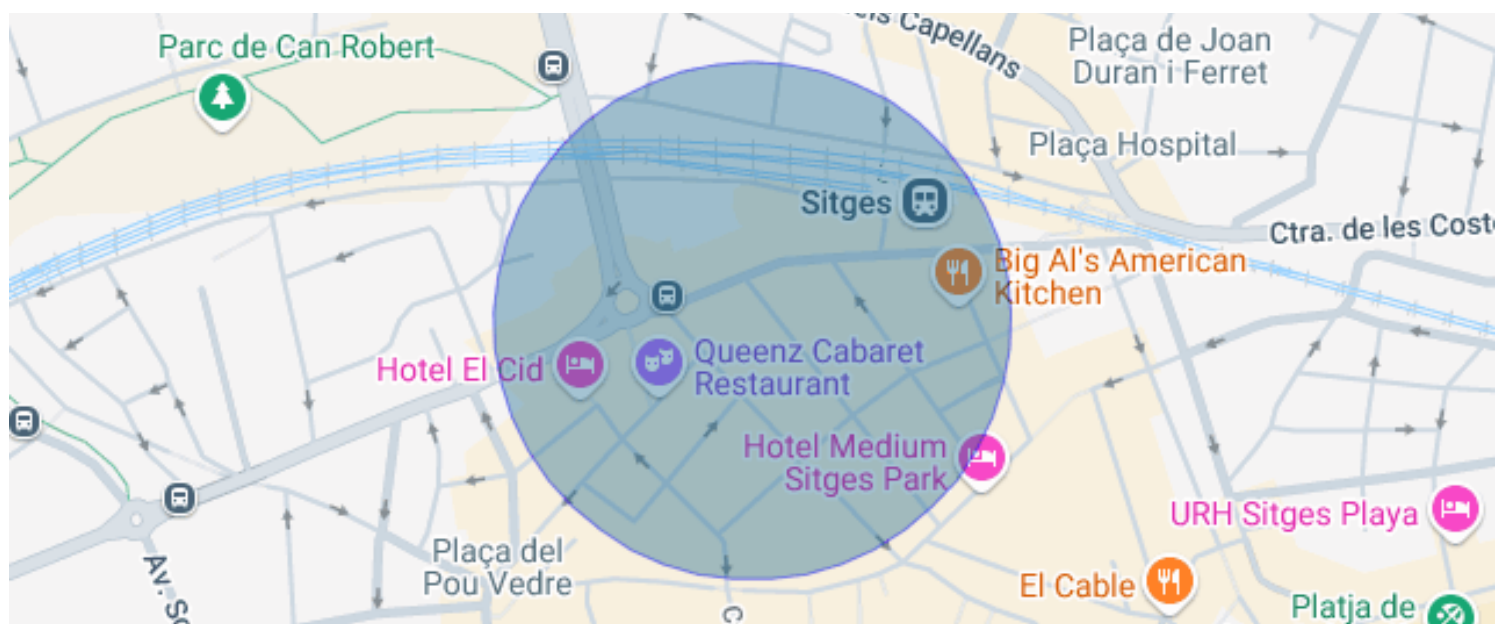 Parc de Can Robert
Capellans
Plaça de Joan
Duran i Ferret
Plaça Hospital
Sitges
Ctra. de les Coste
Big Al's American
Kitchen
Hotel El Cid
Queenz Cabaret
Restaurant
Hotel Medium
Sitges Park
URH Sitges Playa
Plaça del
Pou Vedre
Av. So
El Cable
C
Platja de